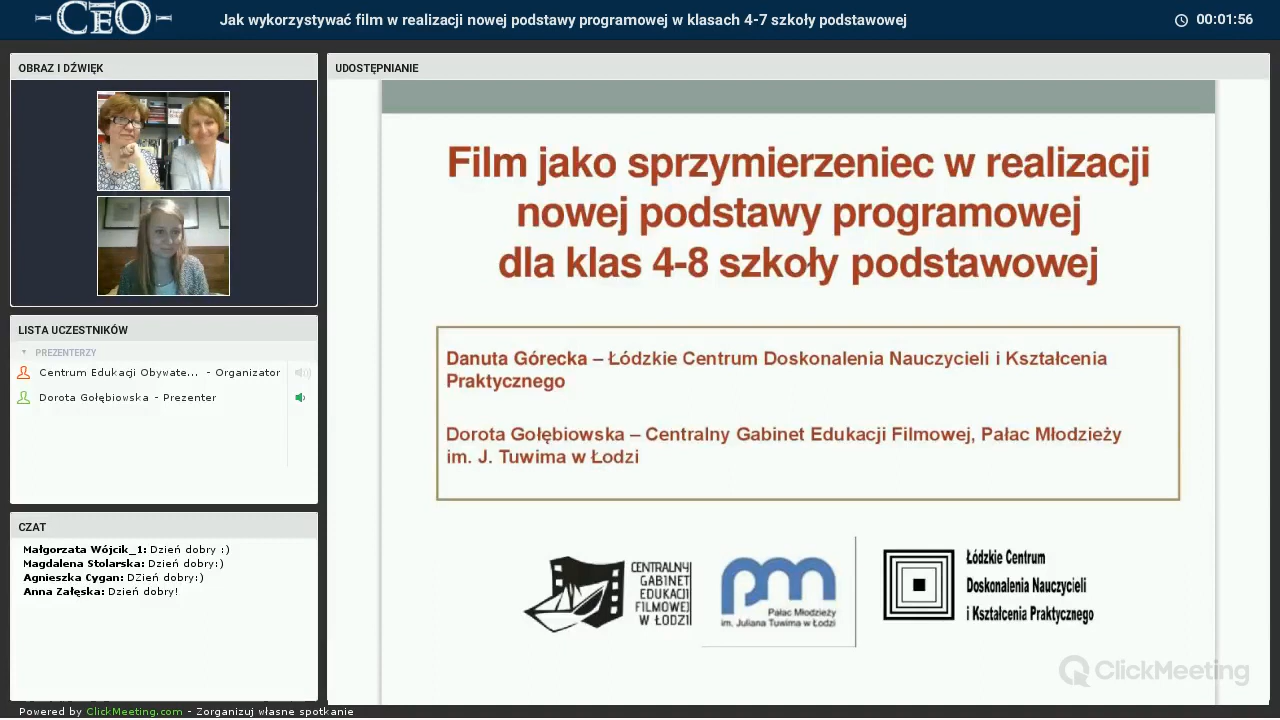 CEO
Jak wykorzystywać film w realizacji nowej podstawy programowej w klasach 4-7 szkoły podstawowej
00:01:56
OBRAZ I DŹWIĘK
LISTA UCZESTNIKÓW
PREZENTERZY
Centrum Edukacji Obywate... - Organizator
Dorota Gołębiowska - Prezenter
CZAT
Małgorzata Wójcik_1: Dzień dobry :)
Magdalena Stolarska: Dzień dobry:)
Agnieszka Cygan: DZień dobry:)
Anna Załęska: Dzień dobry!
UDOSTĘPNIANIE
Film jako sprzymierzeniec w realizacji
nowej podstawy programowej
dla klas 4-8 szkoły podstawowej
Danuta Górecka – Łódzkie Centrum Doskonalenia Nauczycieli i Kształcenia
Praktycznego
Dorota Gołębiowska – Centralny Gabinet Edukacji Filmowej, Pałac Młodzieży
im. J. Tuwima w Łodzi
CENTRALNY
GABINET
EDUKACJI
FILMOWEJ
W ŁODZI
pm
Pałac Młodzieży
im. Juliana Tuwima w Łodzi
Łódzkie Centrum
Doskonalenia Nauczycieli
i Kształcenia Praktycznego
ClickMeeting
Powered by ClickMeeting.com - Zorganizuj własne spotkanie